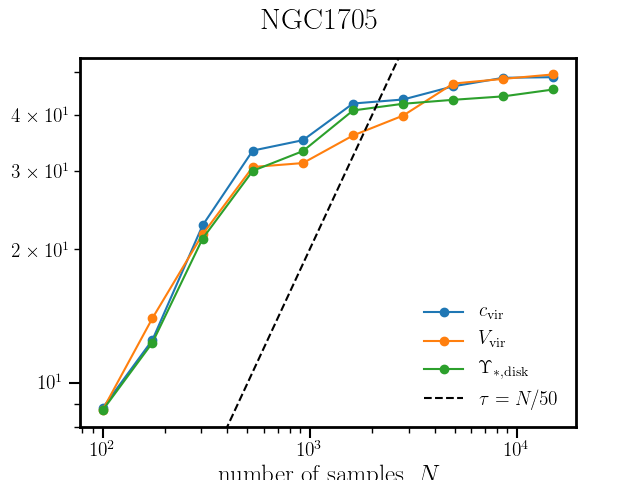 NGC1705
4 × 10¹
3 × 10¹
2 × 10¹
10¹
c_vir
V_vir
Υ_*,disk
τ = N/50
10² 10³ 10⁴
number of samples, N